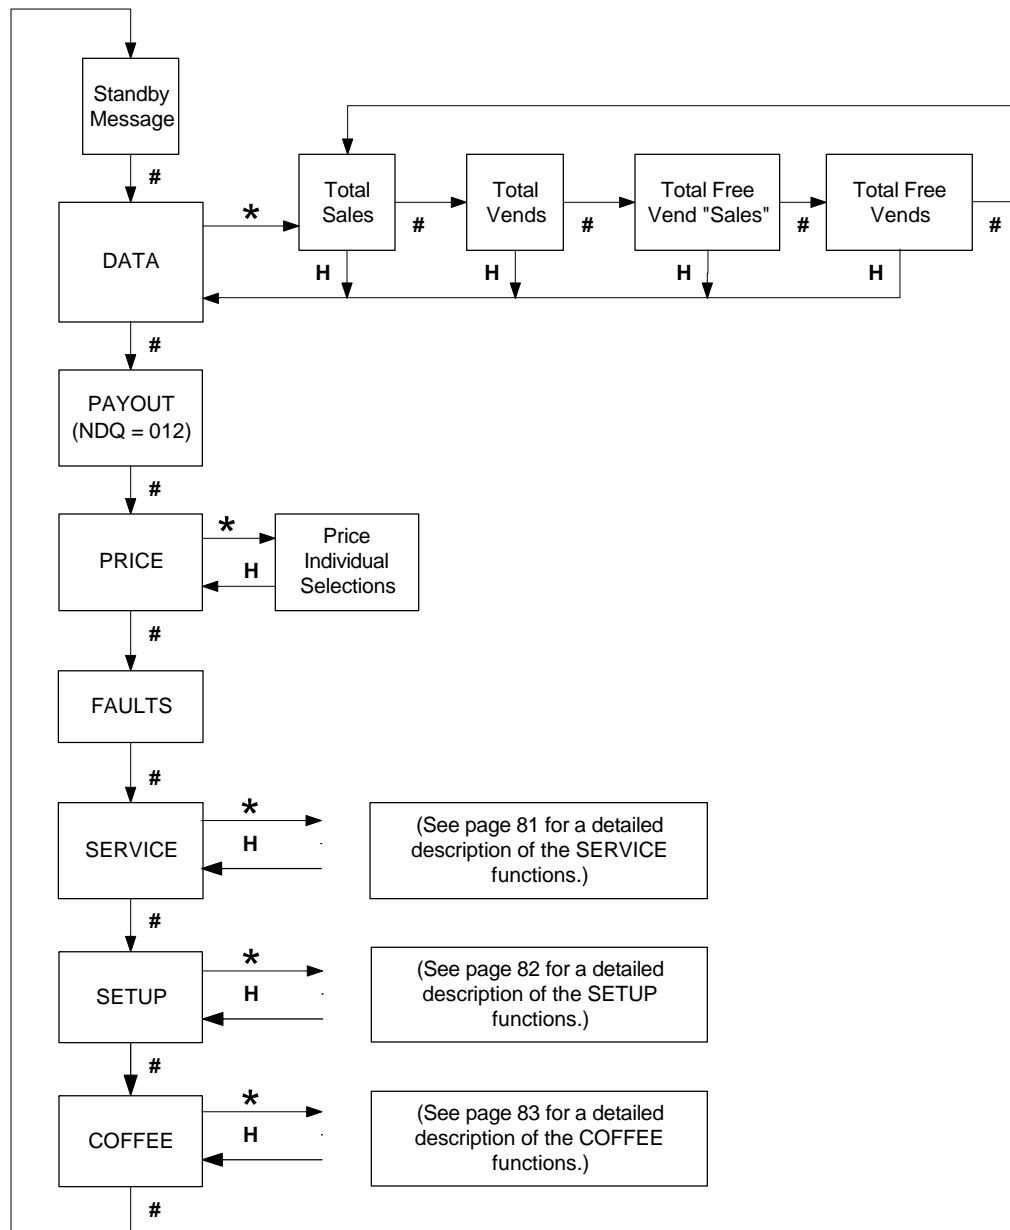 Standby
Message
#
DATA
*
Total
Sales
#
Total
Vends
#
Total Free
Vend "Sales"
#
Total Free
Vends
#
H
H
H
H
#
PAYOUT
(NDQ = 012)
#
PRICE
*
H
Price
Individual
Selections
#
FAULTS
#
SERVICE
*
H
(See page 81 for a detailed
description of the SERVICE
functions.)
#
SETUP
*
H
(See page 82 for a detailed
description of the SETUP
functions.)
#
COFFEE
*
H
(See page 83 for a detailed
description of the COFFEE
functions.)
#